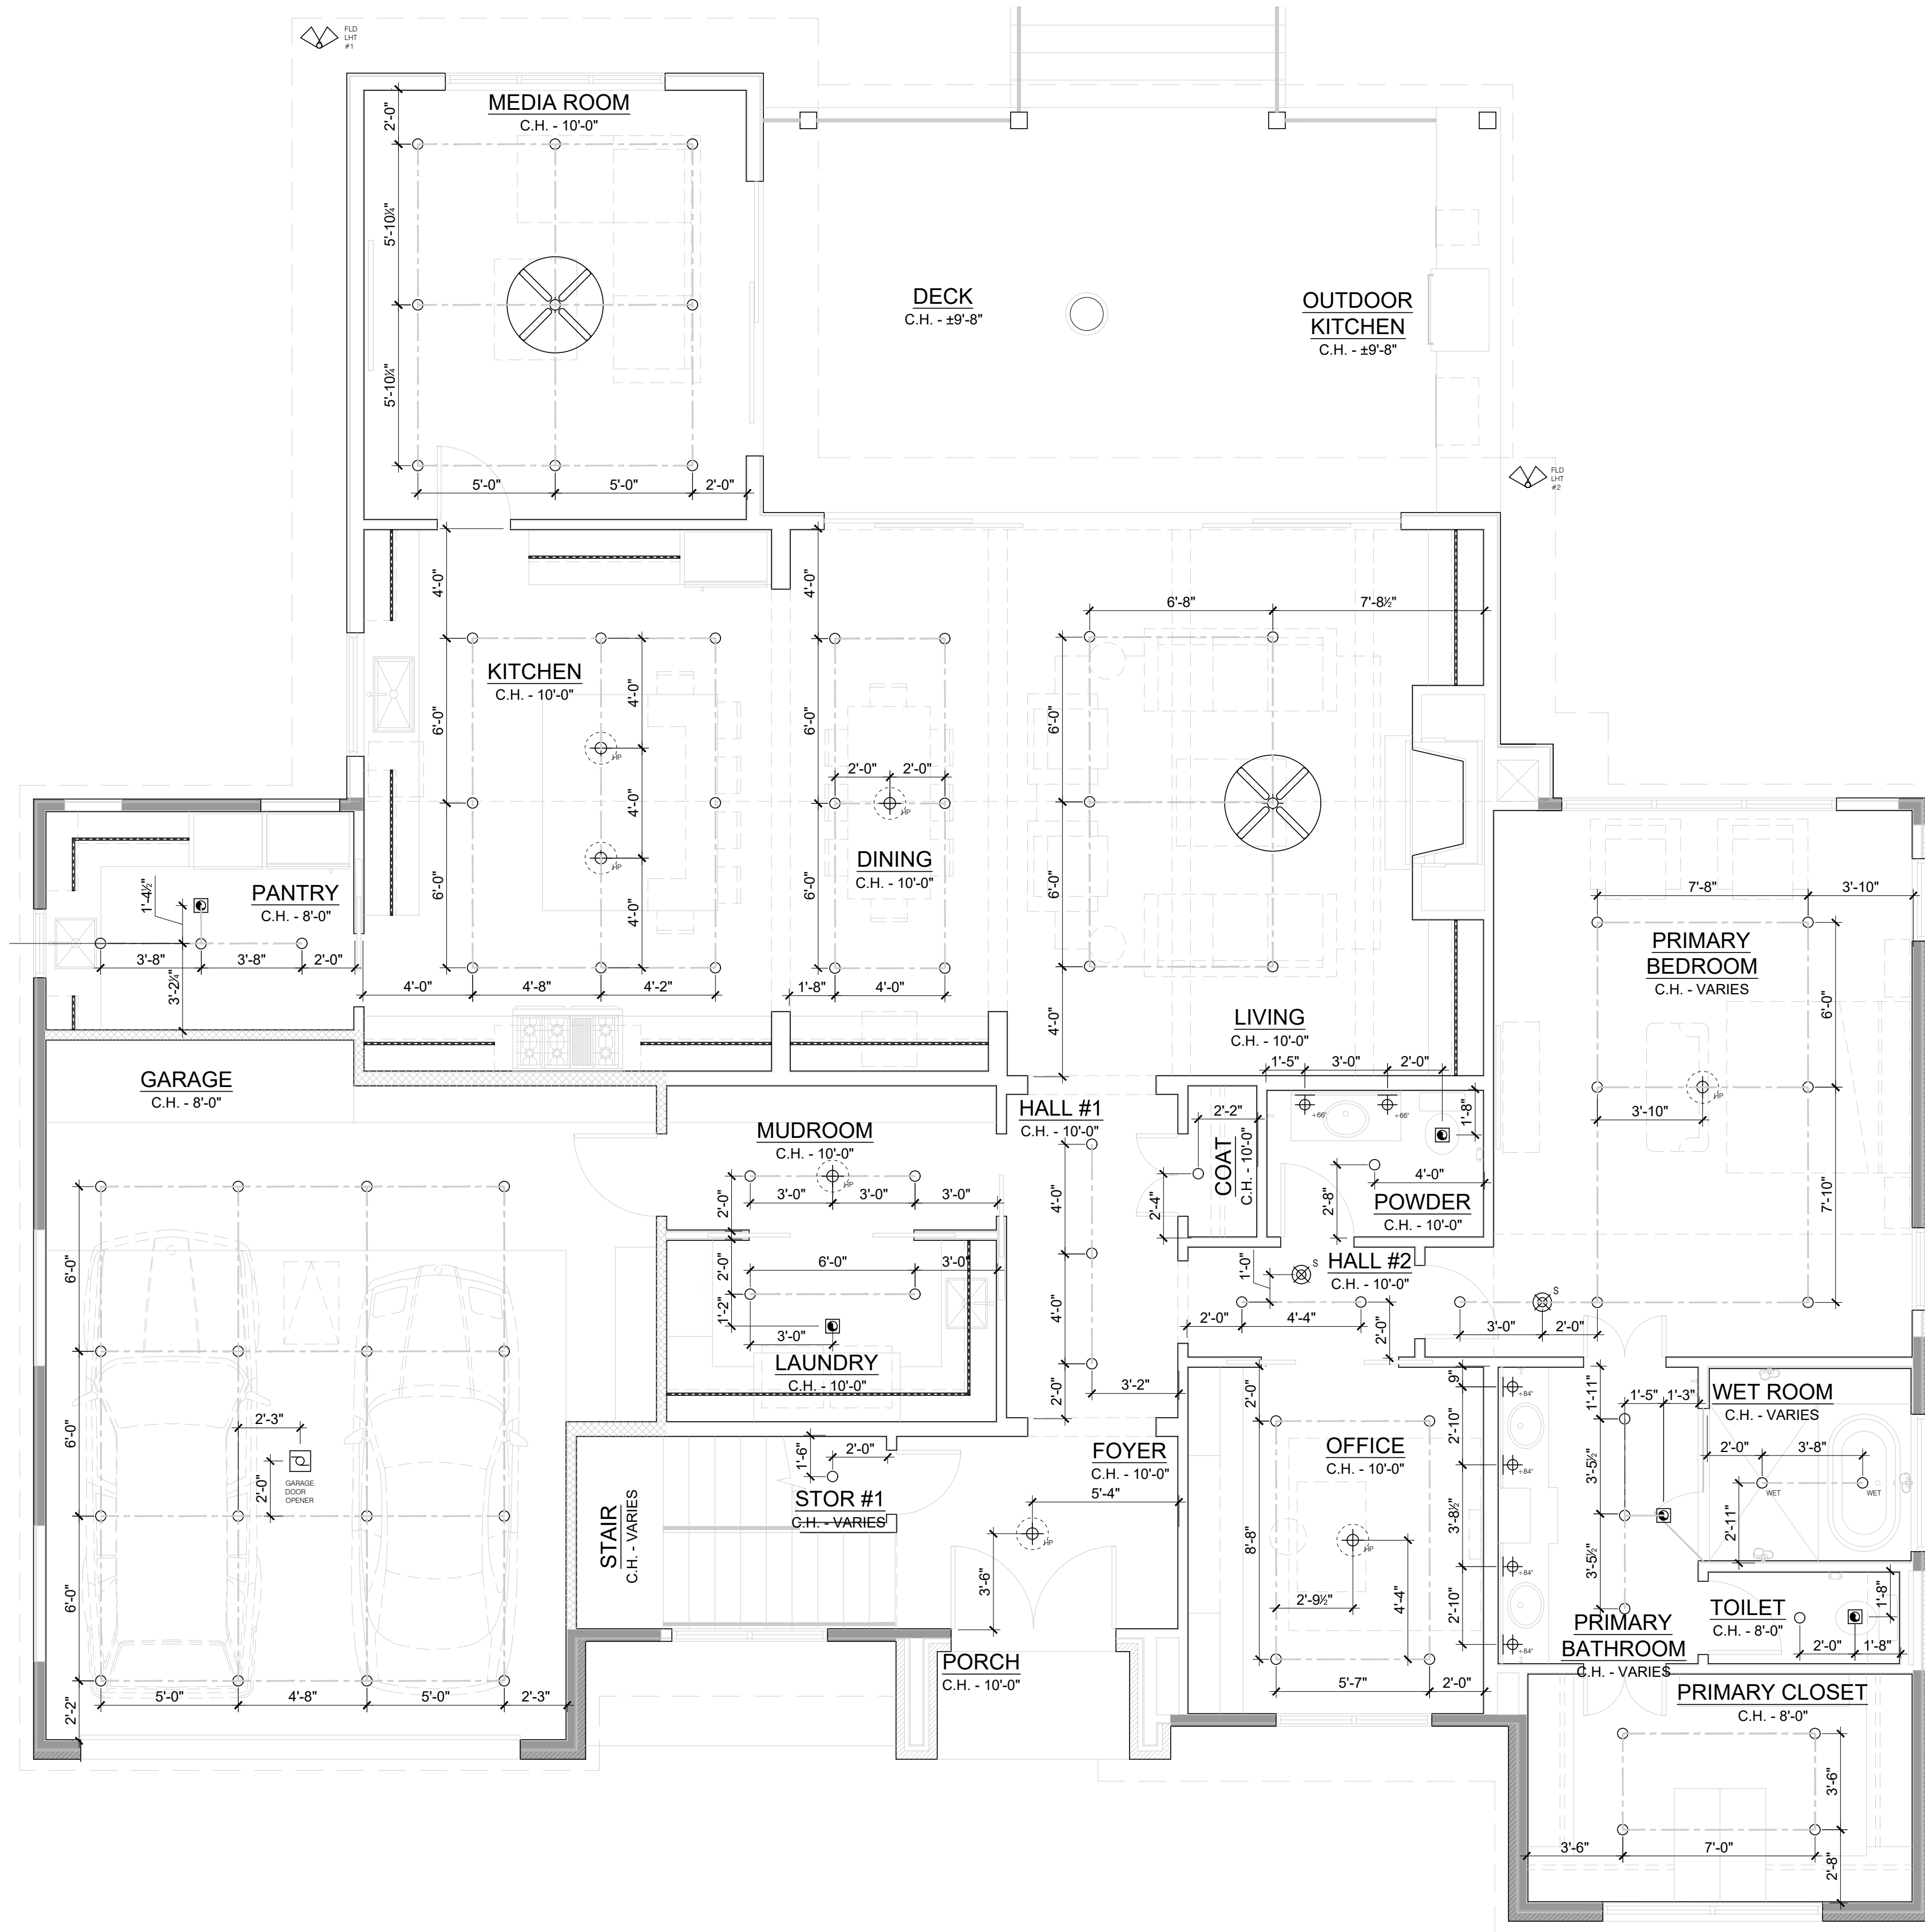 FLD
LHT
#1
MEDIA ROOM
C.H. - 10'-0"
2'-0"
5'-10¼"
5'-10¼"
5'-0"
5'-0"
2'-0"
DECK
C.H. - ±9'-8"
OUTDOOR
KITCHEN
C.H. - ±9'-8"
FLD
LHT
#2
4'-0"
6'-0"
6'-0"
KITCHEN
C.H. - 10'-0"
4'-0"
4'-0"
4'-0"
HP
HP
4'-0"
4'-8"
4'-2"
4'-0"
6'-0"
6'-0"
2'-0"
2'-0"
HP
DINING
C.H. - 10'-0"
1'-8"
4'-0"
6'-8"
7'-8½"
6'-0"
6'-0"
4'-0"
LIVING
C.H. - 10'-0"
PANTRY
C.H. - 8'-0"
1'-4½"
3'-8"
3'-8"
2'-0"
3'-2¼"
7'-8"
3'-10"
PRIMARY
BEDROOM
C.H. - VARIES
6'-0"
HP
3'-10"
7'-10"
GARAGE
C.H. - 8'-0"
6'-0"
6'-0"
6'-0"
2'-3"
2'-0"
GARAGE
DOOR
OPENER
5'-0"
4'-8"
5'-0"
2'-3"
2'-2"
MUDROOM
C.H. - 10'-0"
HP
2'-0"
3'-0"
3'-0"
3'-0"
2'-0"
6'-0"
3'-0"
1'-2"
3'-0"
LAUNDRY
C.H. - 10'-0"
HALL #1
C.H. - 10'-0"
4'-0"
4'-0"
2'-0"
3'-2"
2'-2"
COAT
C.H. - 10'-0"
2'-4"
1'-5"
3'-0"
2'-0"
+66"
+66"
1'-8"
4'-0"
2'-8"
POWDER
C.H. - 10'-0"
HALL #2
C.H. - 10'-0"
S
1'-0"
2'-0"
4'-4"
2'-0"
S
3'-0"
2'-0"
STAIR
C.H. - VARIES
1'-6"
2'-0"
STOR #1
C.H. - VARIES
FOYER
C.H. - 10'-0"
5'-4"
HP
3'-6"
PORCH
C.H. - 10'-0"
2'-0"
OFFICE
C.H. - 10'-0"
8'-8"
HP
2'-9½"
4'-4"
5'-7"
2'-0"
9"
2'-10"
3'-8½"
2'-10"
+84"
+84"
+84"
+84"
1'-11"
3'-5½"
3'-5½"
1'-5"
1'-3"
PRIMARY
BATHROOM
C.H. - VARIES
WET ROOM
C.H. - VARIES
2'-0"
3'-8"
WET
WET
2'-11"
TOILET
C.H. - 8'-0"
1'-8"
2'-0"
1'-8"
PRIMARY CLOSET
C.H. - 8'-0"
3'-6"
3'-6"
7'-0"
2'-8"